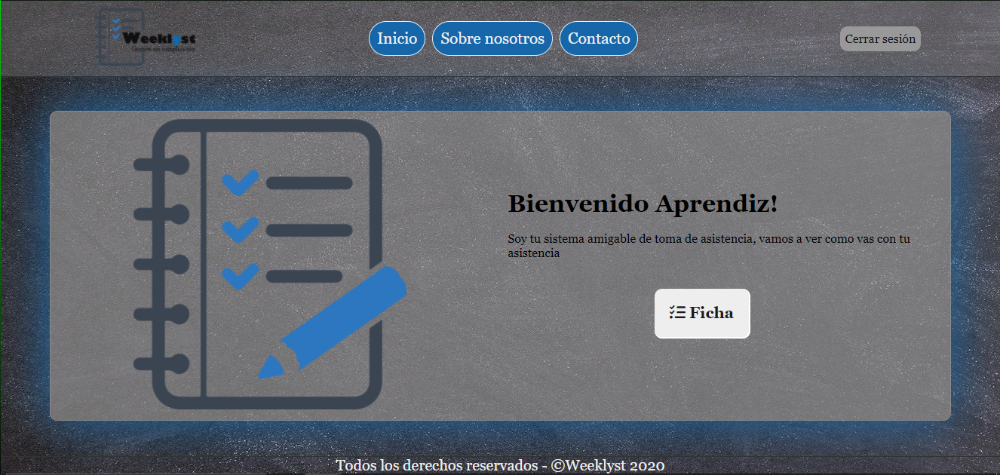 Weeklyst
Inicio
Sobre nosotros
Contacto
Cerrar sesión
Bienvenido Aprendiz!
Soy tu sistema amigable de toma de asistencia, vamos a ver como vas con tu
asistencia
Ficha
Todos los derechos reservados - ©Weeklyst 2020